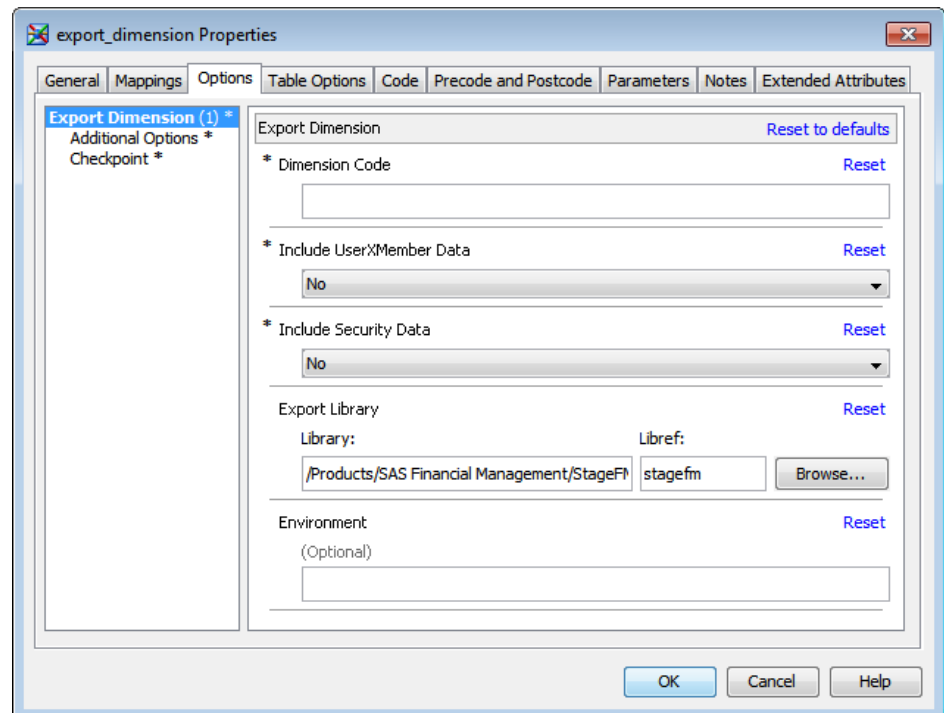 export_dimension Properties
General Mappings Options Table Options Code Precode and Postcode Parameters Notes Extended Attributes
Export Dimension (1) *
Additional Options *
Checkpoint *
Export Dimension Reset to defaults
* Dimension Code Reset
* Include UserXMember Data Reset
No
* Include Security Data Reset
No
Export Library Reset
Library: Libref:
/Products/SAS Financial Management/StageFM stagefm Browse...
Environment Reset
(Optional)
OK Cancel Help